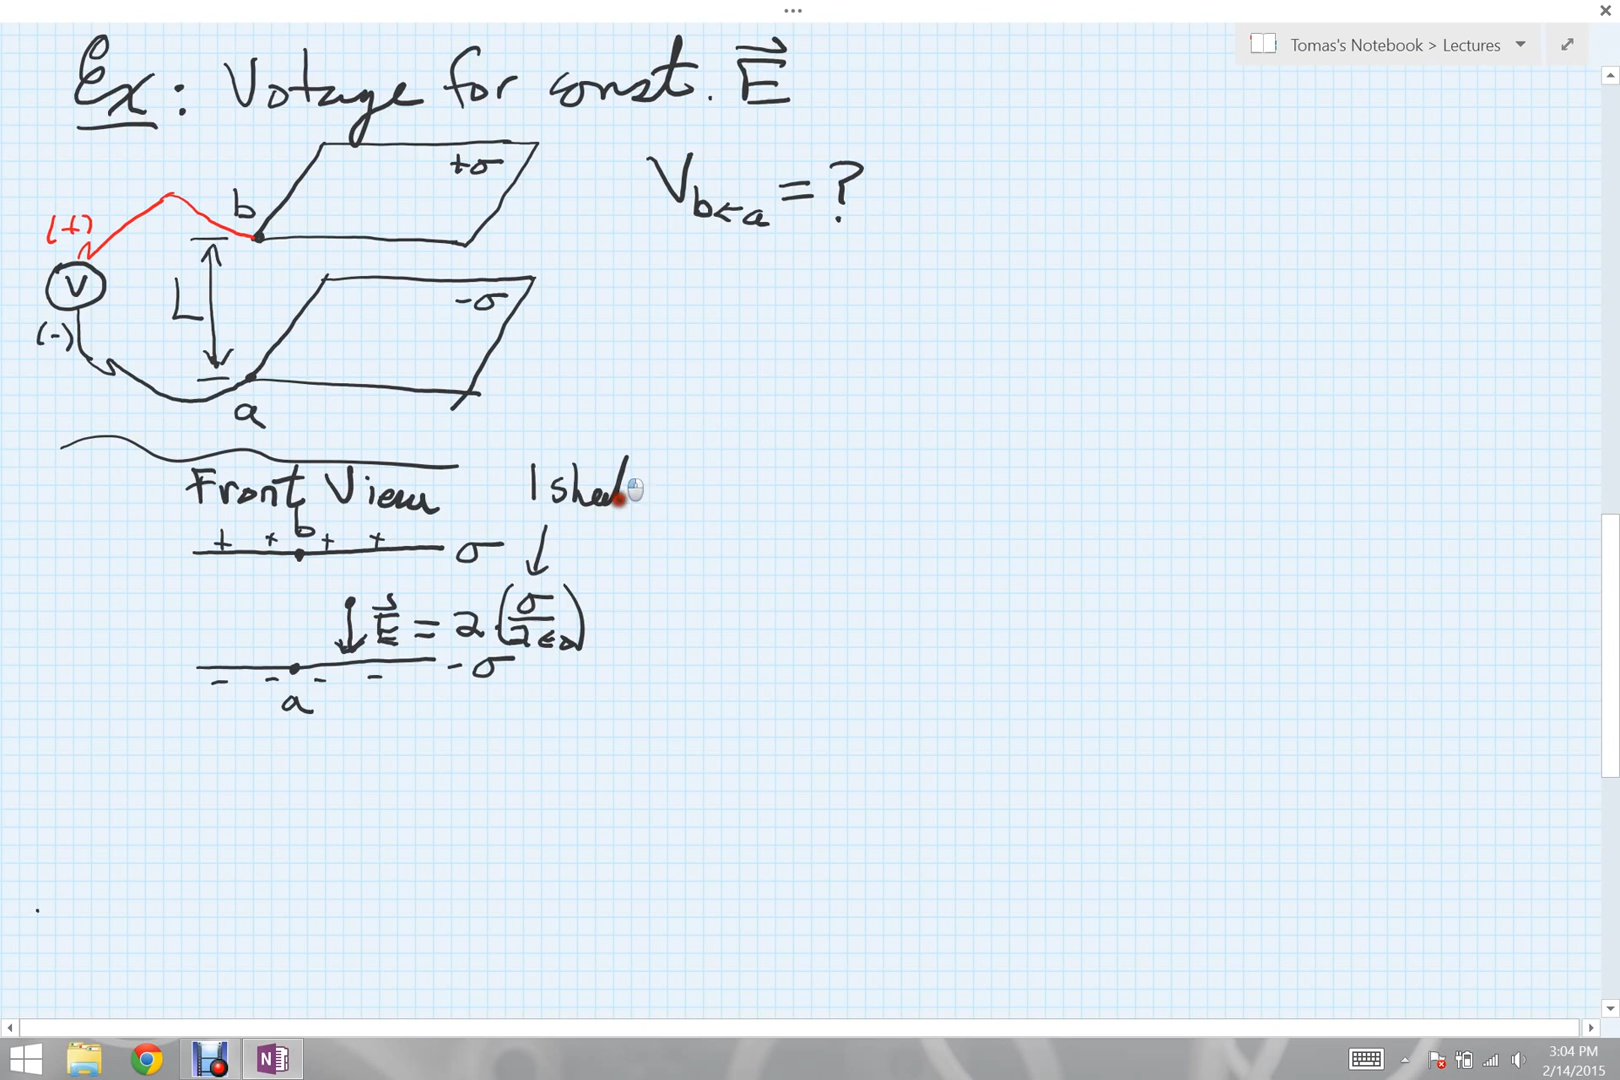 Tomas's Notebook > Lectures
Ex: Votage for const. E⃗
+σ
b
V_b←a = ?
(+)
V
L
-σ
(-)
a
Front View
1 sheet
b
+ + + +
σ
E⃗ = 2 (σ/2ε₀)
-σ
- - - -
a
3:04 PM
2/14/2015